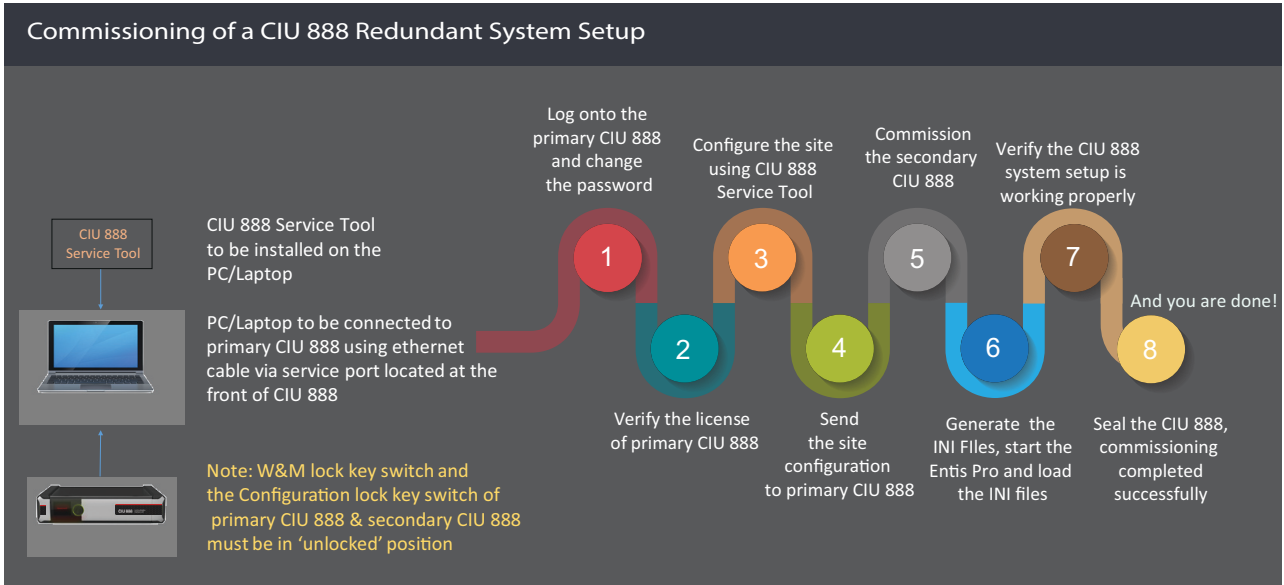 Commissioning of a CIU 888 Redundant System Setup
CIU 888
Service Tool
CIU 888 Service Tool
to be installed on the
PC/Laptop
PC/Laptop to be connected to
primary CIU 888 using ethernet
cable via service port located at the
front of CIU 888
Note: W&M lock key switch and
the Configuration lock key switch of
primary CIU 888 & secondary CIU 888
must be in ‘unlocked’ position
CIU 888
Log onto the
primary CIU 888
and change
the password
1
2
Verify the license
of primary CIU 888
Configure the site
using CIU 888
Service Tool
3
4
Send
the site
configuration
to primary CIU 888
Commission
the secondary
CIU 888
5
6
Generate the
INI FIles, start the
Entis Pro and load
the INI files
Verify the CIU 888
system setup is
working properly
7
And you are done!
8
Seal the CIU 888,
commissioning
completed
successfully